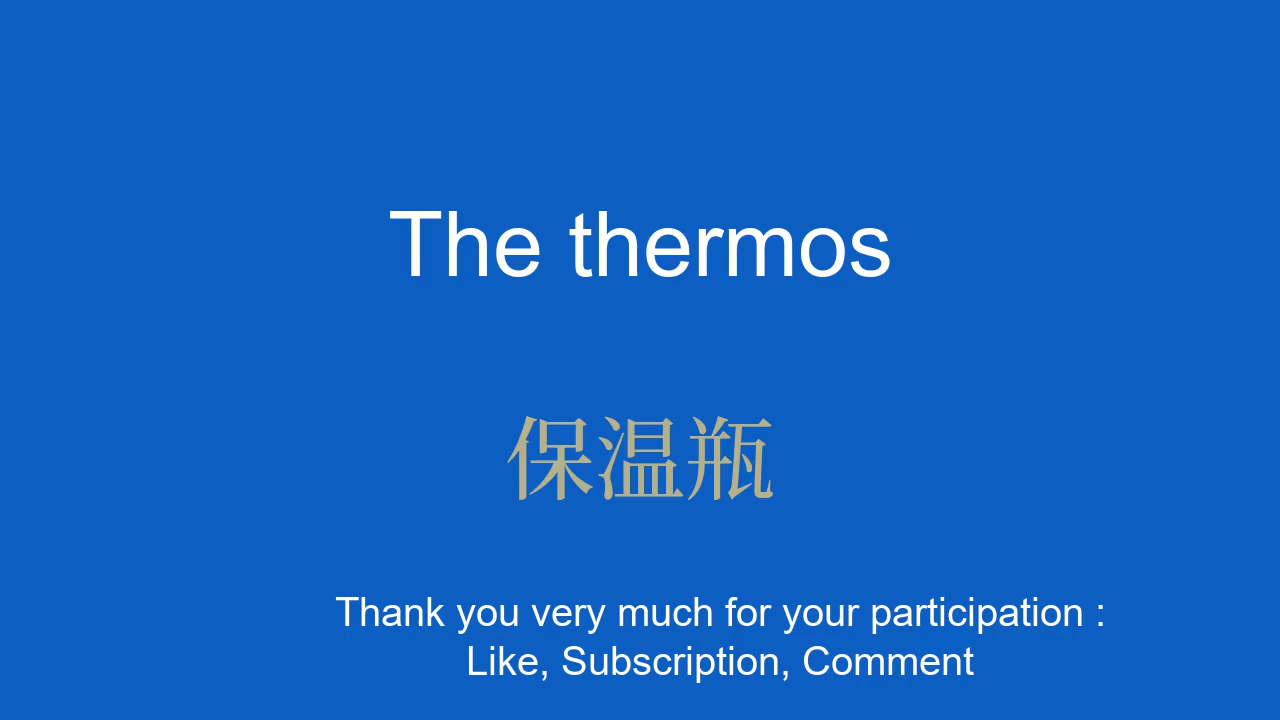 The thermos
保温瓶
Thank you very much for your participation :
Like, Subscription, Comment